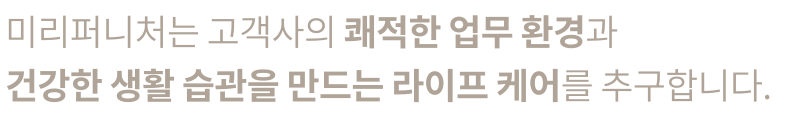 미리퍼니처는 고객사의 쾌적한 업무 환경과
건강한 생활 습관을 만드는 라이프 케어를 추구합니다.